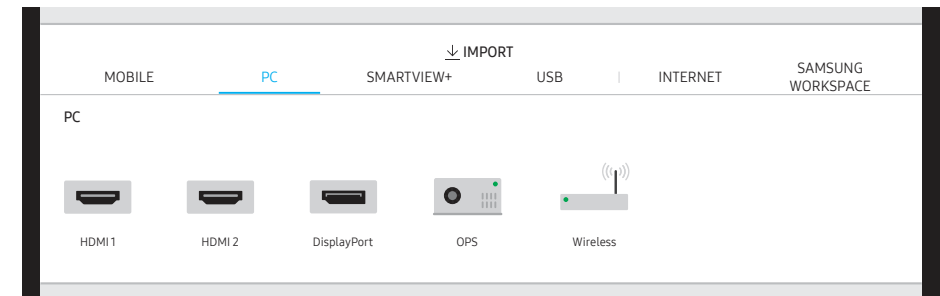 IMPORT
MOBILE PC SMARTVIEW+ USB INTERNET SAMSUNG WORKSPACE
PC
HDMI 1 HDMI 2 DisplayPort OPS Wireless